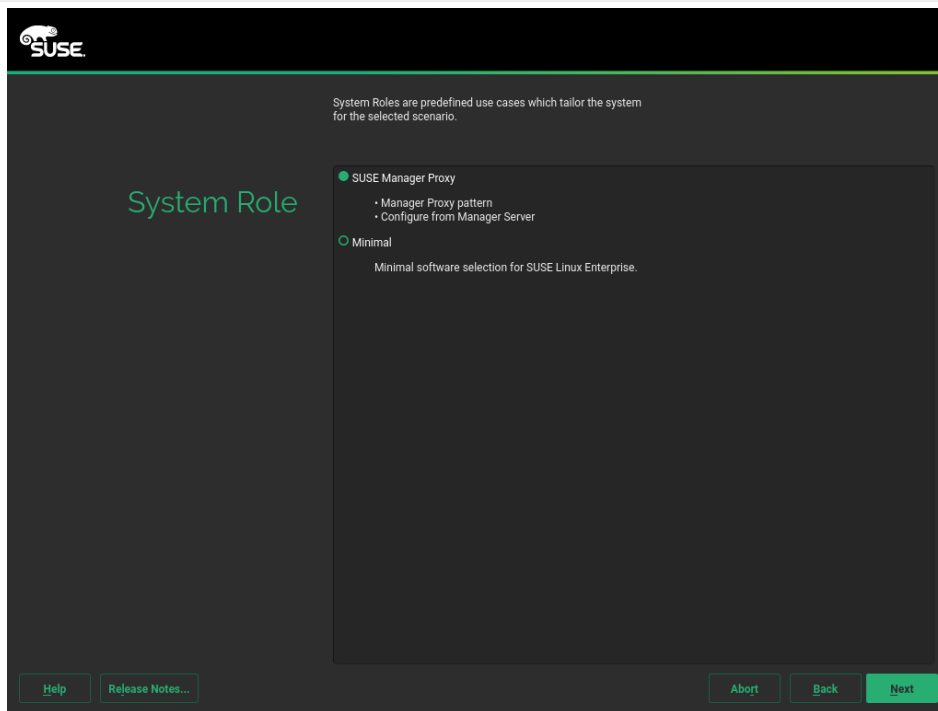 SUSE.
System Roles are predefined use cases which tailor the system
for the selected scenario.
System Role
SUSE Manager Proxy
• Manager Proxy pattern
• Configure from Manager Server
Minimal
Minimal software selection for SUSE Linux Enterprise.
Help
Release Notes...
Abort
Back
Next